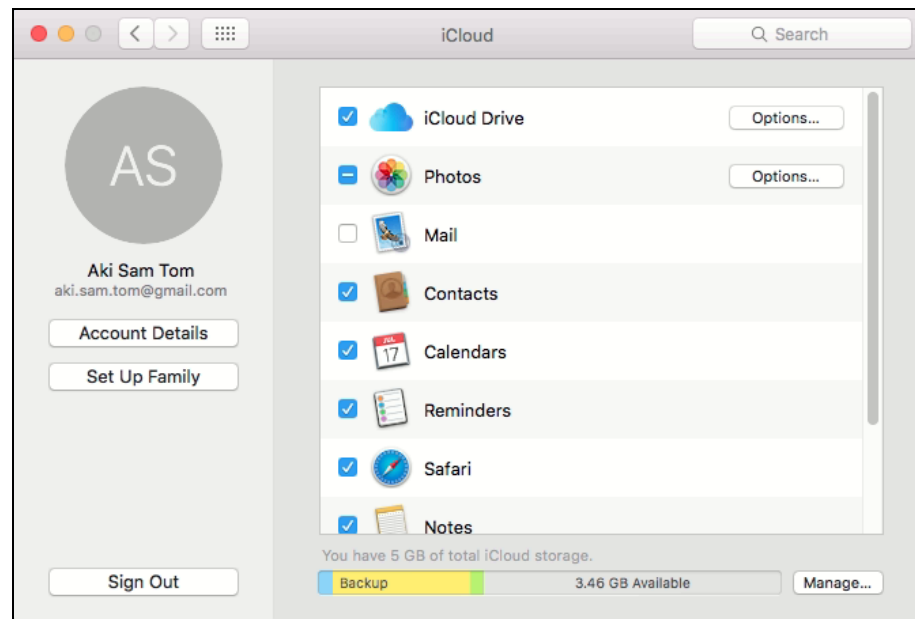 iCloud
Search
AS
Aki Sam Tom
aki.sam.tom@gmail.com
Account Details
Set Up Family
Sign Out
iCloud Drive
Options...
Photos
Options...
Mail
Contacts
JUL
17
Calendars
Reminders
Safari
Notes
You have 5 GB of total iCloud storage.
Backup
3.46 GB Available
Manage...